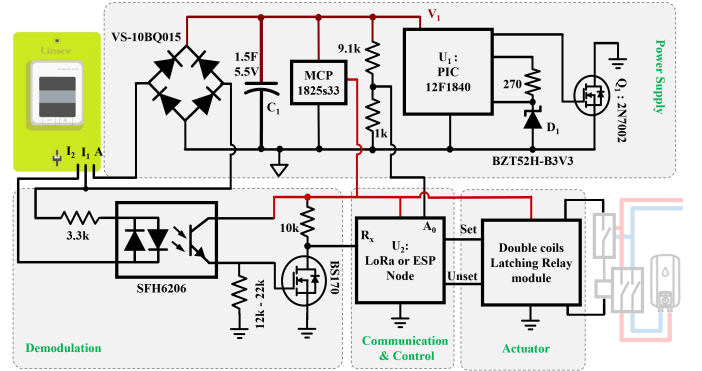 Linky
I₂ I₁ A
VS-10BQ015
1.5F
5.5V
C₁
MCP
1825s33
9.1k
1k
V₁
U₁:
PIC
12F1840
270
D₁
BZT52H-B3V3
Q₁: 2N7002
Power Supply
3.3k
SFH6206
12k - 22k
10k
BS170
Demodulation
Rₓ
A₀
U₂:
LoRa or ESP
Node
Set
Unset
Communication
& Control
Double coils
Latching Relay
module
Actuator